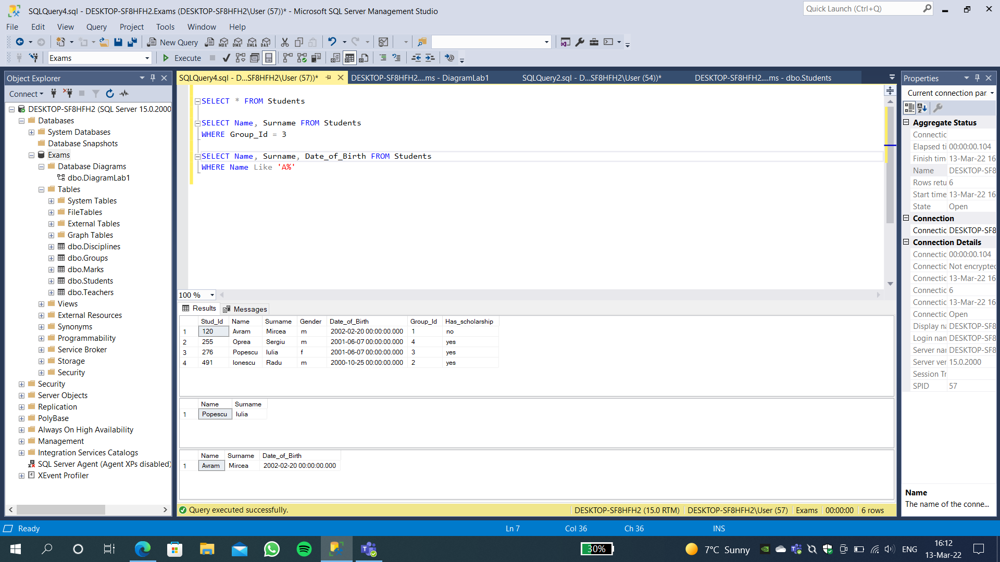 SQLQuery4.sql - DESKTOP-SF8HFH2.Exams (DESKTOP-SF8HFH2\User (57))* - Microsoft SQL Server Management Studio
Quick Launch (Ctrl+Q)
File Edit View Query Project Tools Window Help
New Query
MDX DMX XMLA DAX
Exams
Execute
Object Explorer
Connect
DESKTOP-SF8HFH2 (SQL Server 15.0.2000
Databases
System Databases
Database Snapshots
Exams
Database Diagrams
dbo.DiagramLab1
Tables
System Tables
FileTables
External Tables
Graph Tables
dbo.Disciplines
dbo.Groups
dbo.Marks
dbo.Students
dbo.Teachers
Views
External Resources
Synonyms
Programmability
Service Broker
Storage
Security
Security
Server Objects
Replication
PolyBase
Always On High Availability
Management
Integration Services Catalogs
SQL Server Agent (Agent XPs disabled)
XEvent Profiler
SQLQuery4.sql - D...SF8HFH2\User (57))*
DESKTOP-SF8HFH2....ms - DiagramLab1
SQLQuery2.sql - D...SF8HFH2\User (54))*
DESKTOP-SF8HFH2....ms - dbo.Students
SELECT * FROM Students
SELECT Name, Surname FROM Students
WHERE Group_Id = 3
SELECT Name, Surname, Date_of_Birth FROM Students
WHERE Name Like 'A%'
100 %
Results Messages
Stud_Id Name Surname Gender Date_of_Birth Group_Id Has_scholarship
1 120 Avram Mircea m 2002-02-20 00:00:00.000 1 no
2 255 Oprea Sergiu m 2001-06-07 00:00:00.000 4 yes
3 276 Popescu Iulia f 2001-06-07 00:00:00.000 3 yes
4 491 Ionescu Radu m 2000-10-25 00:00:00.000 2 yes
Name Surname
1 Popescu Iulia
Name Surname Date_of_Birth
1 Avram Mircea 2002-02-20 00:00:00.000
Query executed successfully.
DESKTOP-SF8HFH2 (15.0 RTM) DESKTOP-SF8HFH2\User (57) Exams 00:00:00 6 rows
Properties
Current connection par
Aggregate Status
Connectic
Elapsed ti 00:00:00.104
Finish tim 13-Mar-22 16
Name DESKTOP-SF8
Rows retu 6
Start time 13-Mar-22 16
State Open
Connection
Connectic DESKTOP-SF8
Connection Details
Connectic 00:00:00.104
Connectic Not encrypted
Connectic 13-Mar-22 16
Connectic 6
Connectic 13-Mar-22 16
Connectic Open
Display na DESKTOP-SF8
Login nan DESKTOP-SF8
Server nar DESKTOP-SF8
Server ver 15.0.2000
Session Tr
SPID 57
Name
The name of the conne...
Ready
Ln 7 Col 36 Ch 36 INS
30%
7°C Sunny
ENG
16:12
13-Mar-22